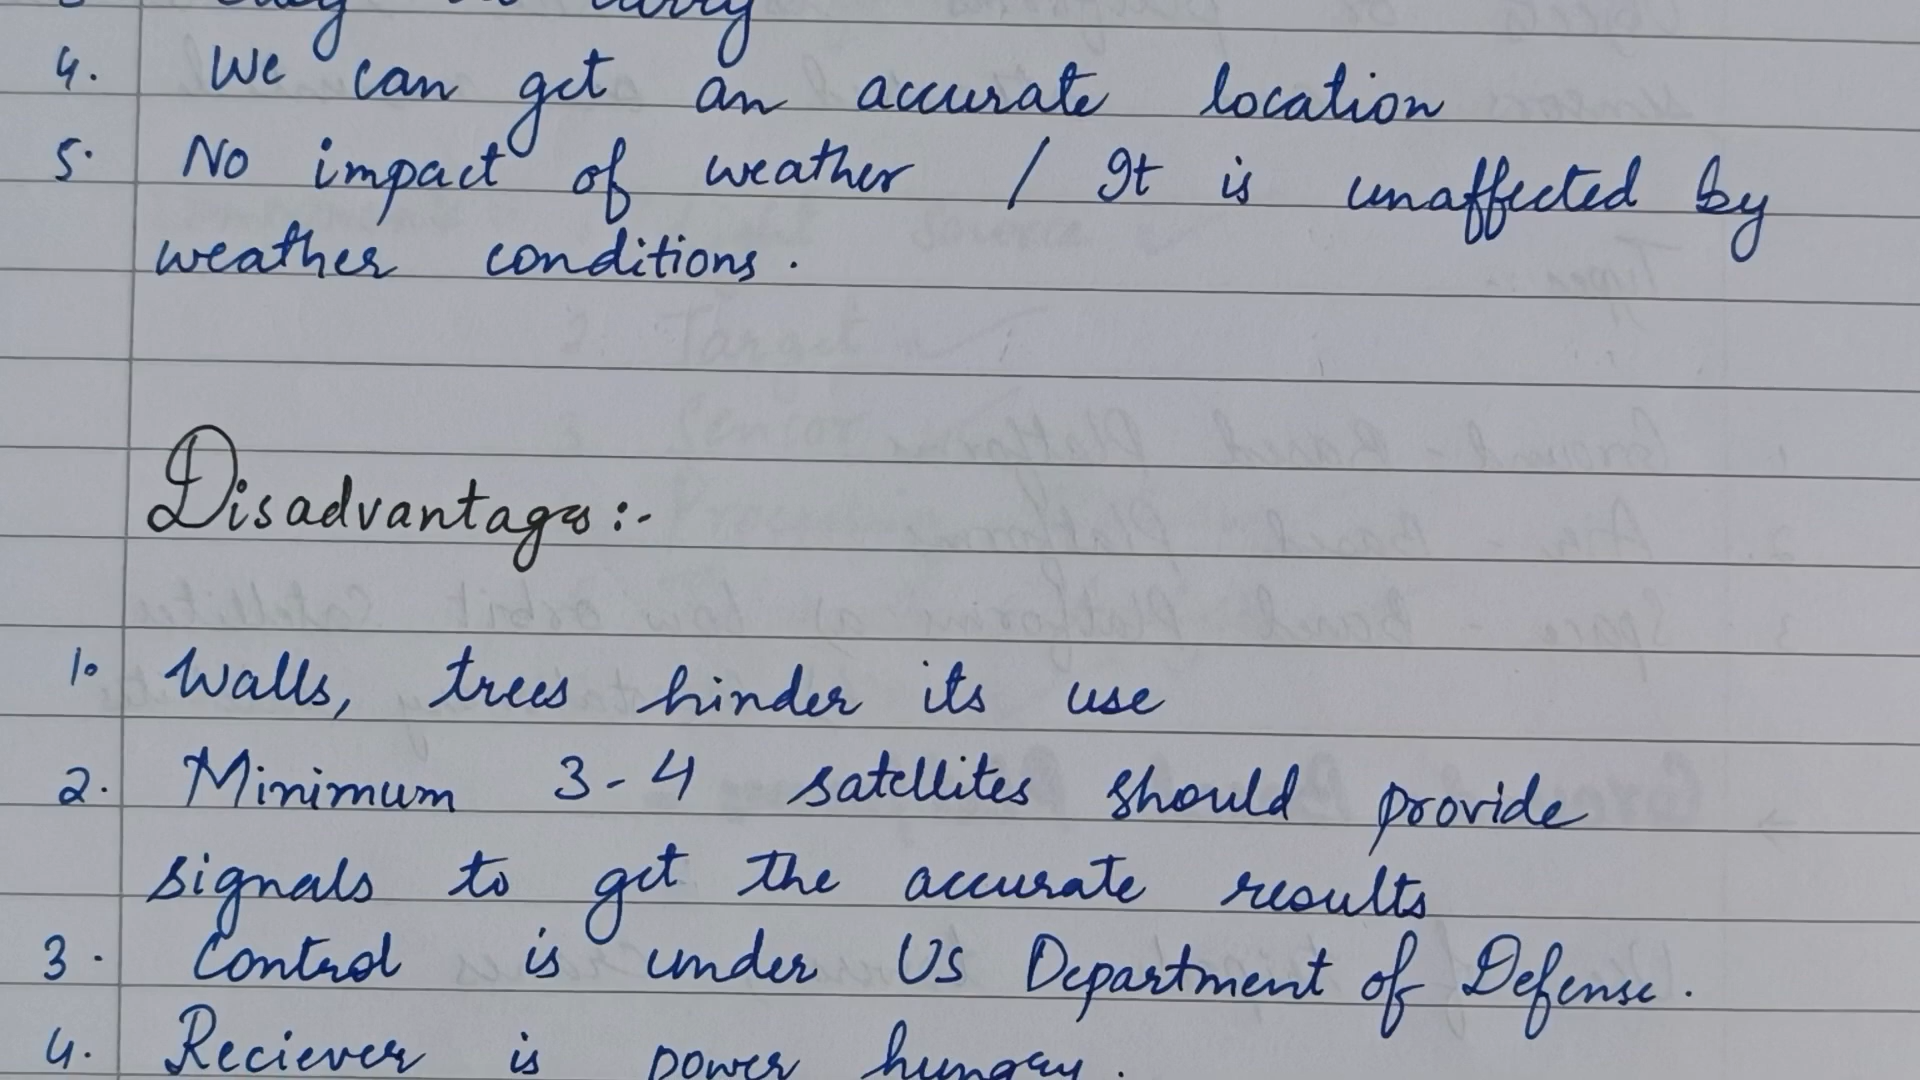 4. We can get an accurate location
5. No impact of weather / It is unaffected by
weather conditions.
Disadvantages:-
1. Walls, trees hinder its use
2. Minimum 3-4 satellites should provide
signals to get the accurate results
3. Control is under US Department of Defense.
4. Reciever is power hungry.